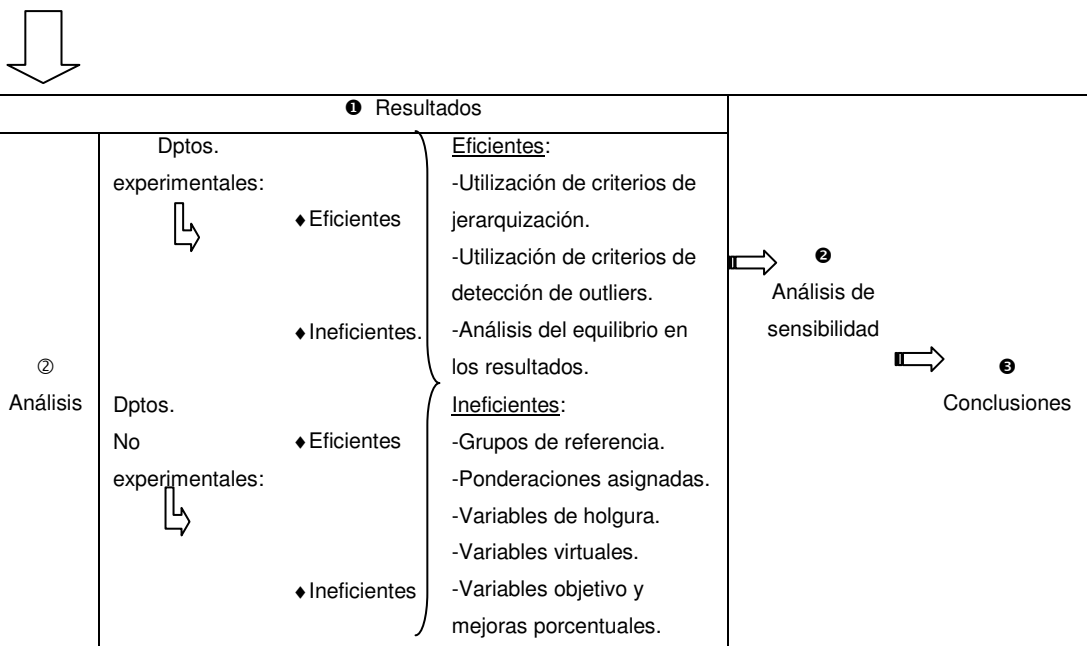 ❶ Resultados
②
Análisis
Dptos.
experimentales:
♦Eficientes
♦Ineficientes.
Dptos.
No
experimentales:
♦Eficientes
♦Ineficientes
Eficientes:
-Utilización de criterios de
jerarquización.
-Utilización de criterios de
detección de outliers.
-Análisis del equilibrio en
los resultados.
Ineficientes:
-Grupos de referencia.
-Ponderaciones asignadas.
-Variables de holgura.
-Variables virtuales.
-Variables objetivo y
mejoras porcentuales.
❷
Análisis de
sensibilidad
❸
Conclusiones